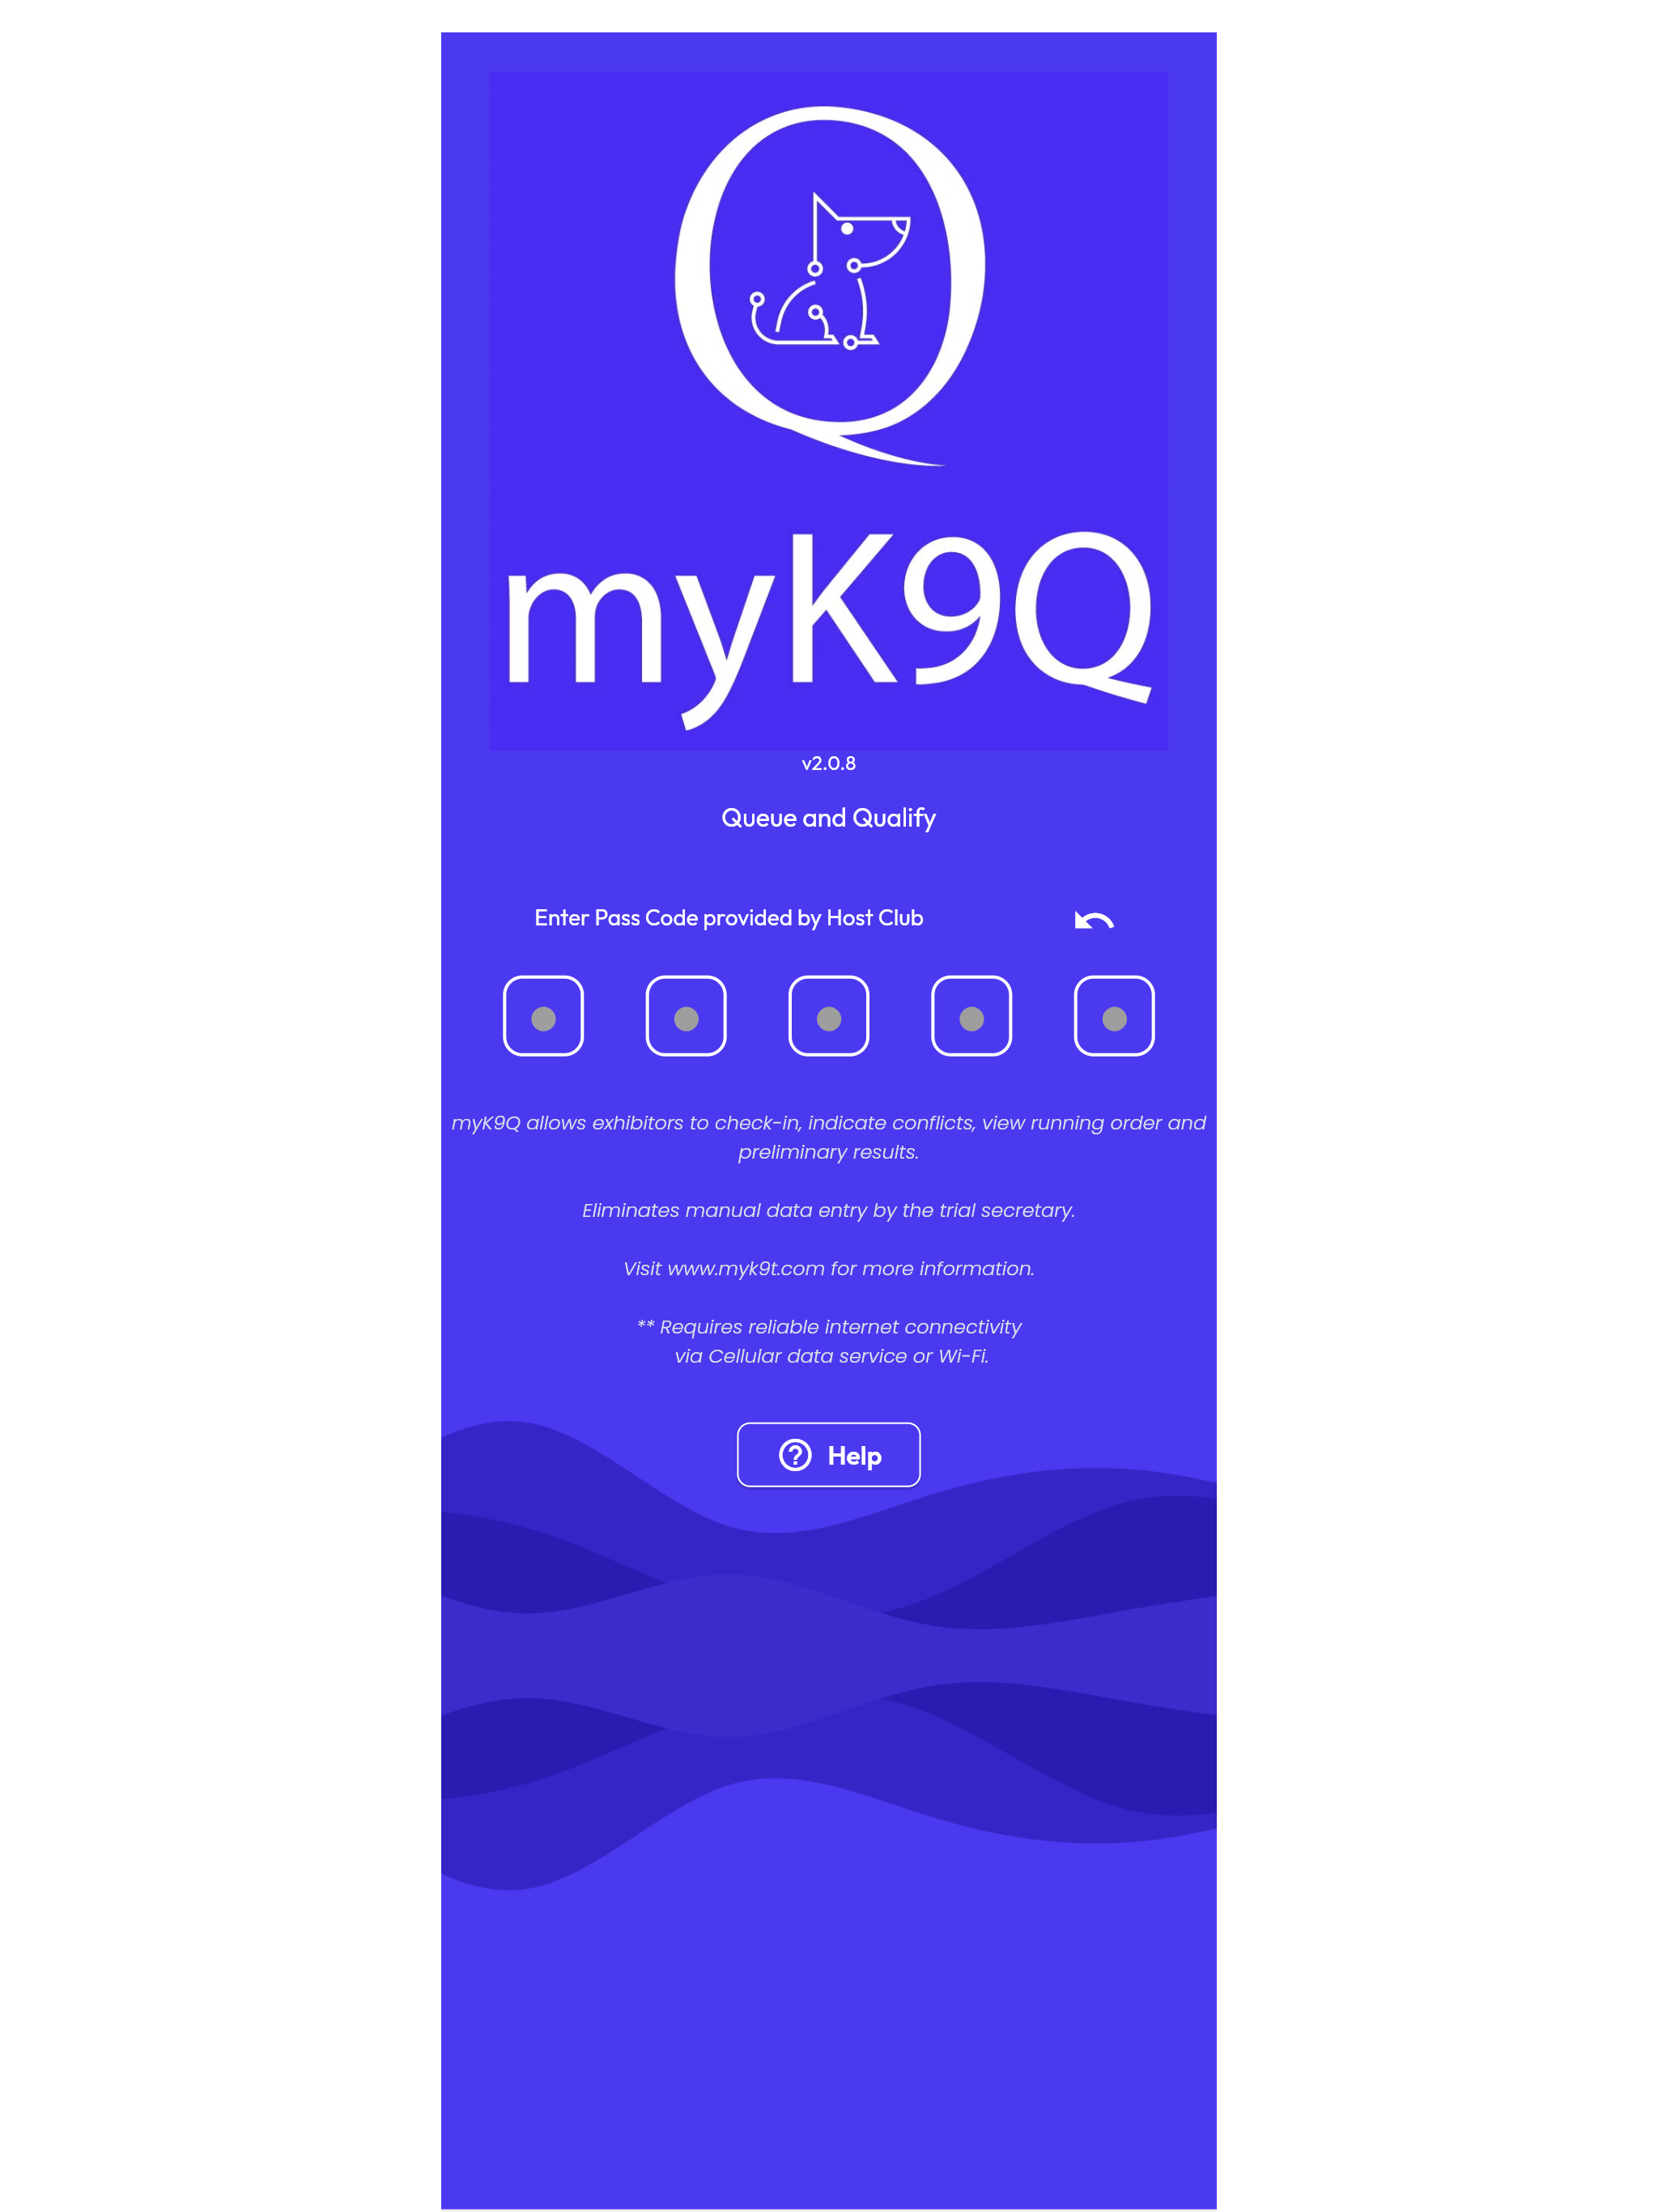 myK9Q
v2.0.8
Queue and Qualify
Enter Pass Code provided by Host Club
myK9Q allows exhibitors to check-in, indicate conflicts, view running order and
preliminary results.
Eliminates manual data entry by the trial secretary.
Visit www.myk9t.com for more information.
** Requires reliable internet connectivity
via Cellular data service or Wi-Fi.
Help